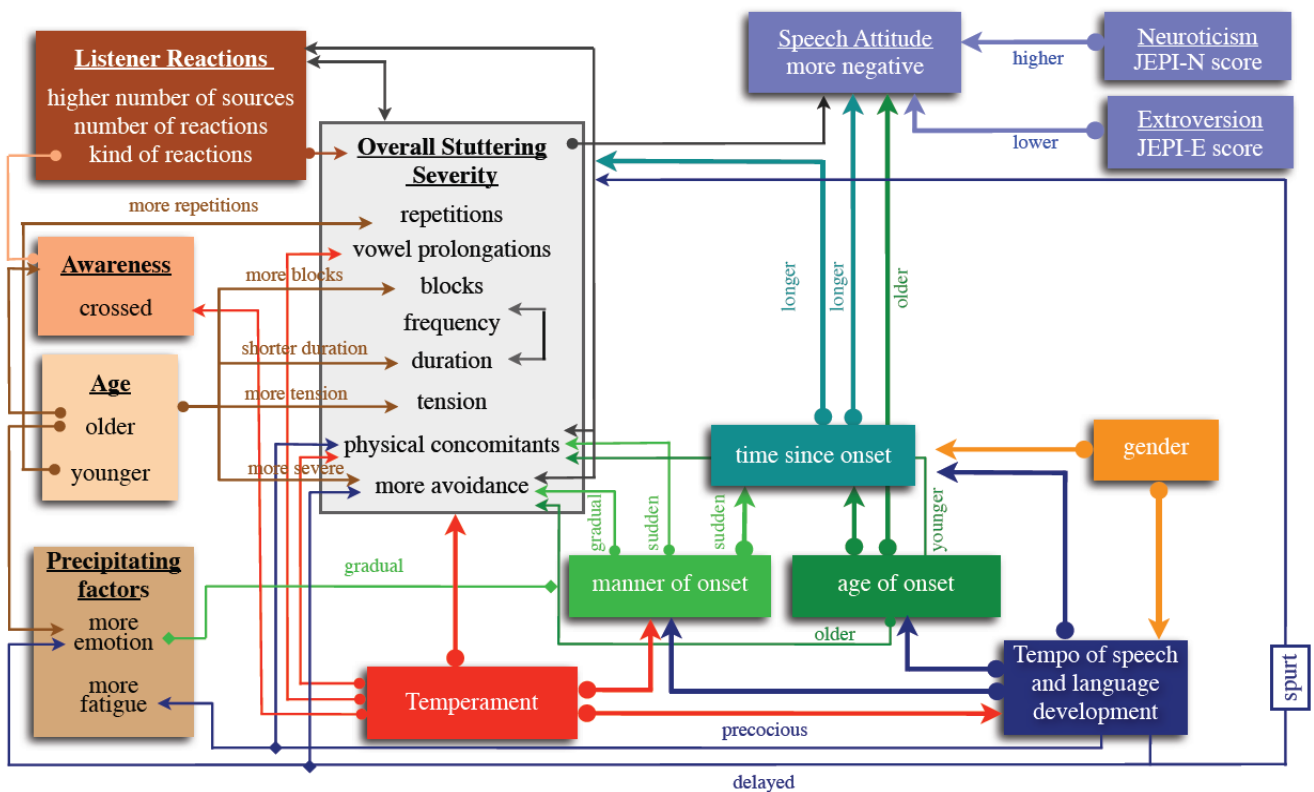 Listener Reactions
higher number of sources
number of reactions
kind of reactions
Speech Attitude
more negative
higher
Neuroticism
JEPI-N score
lower
Extroversion
JEPI-E score
Overall Stuttering
Severity
repetitions
vowel prolongations
blocks
frequency
duration
tension
physical concomitants
more avoidance
more repetitions
more blocks
shorter duration
more tension
more severe
Awareness
crossed
Age
older
younger
Precipitating
factors
more
emotion
more
fatigue
longer
longer
older
time since onset
gender
gradual
sudden
sudden
younger
gradual
manner of onset
age of onset
older
Temperament
precocious
Tempo of speech
and language
development
spurt
delayed